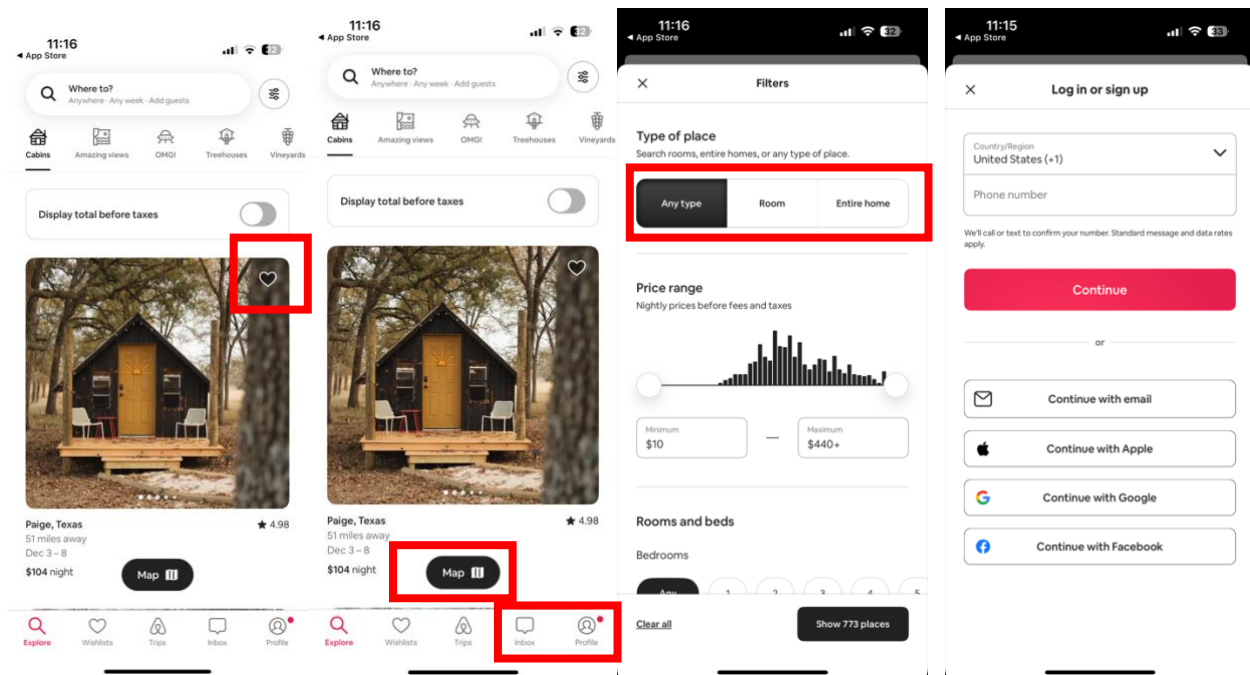 11:16
App Store
32
Where to?
Anywhere · Any week · Add guests
Cabins
Amazing views
OMG!
Treehouses
Vineyards
Display total before taxes
Paige, Texas
4.98
51 miles away
Dec 3 – 8
$104 night
Map
Explore
Wishlists
Trips
Inbox
Profile
11:16
App Store
32
Where to?
Anywhere · Any week · Add guests
Cabins
Amazing views
OMG!
Treehouses
Vineyards
Display total before taxes
Paige, Texas
4.98
51 miles away
Dec 3 – 8
$104 night
Map
Explore
Wishlists
Trips
Inbox
Profile
11:16
App Store
32
Filters
Type of place
Search rooms, entire homes, or any type of place.
Any type
Room
Entire home
Price range
Nightly prices before fees and taxes
Minimum
$10
Maximum
$440+
Rooms and beds
Bedrooms
Any
1
2
3
4
5
Clear all
Show 773 places
11:15
App Store
33
Log in or sign up
Country/Region
United States (+1)
Phone number
We'll call or text to confirm your number. Standard message and data rates
apply.
Continue
or
Continue with email
Continue with Apple
Continue with Google
Continue with Facebook